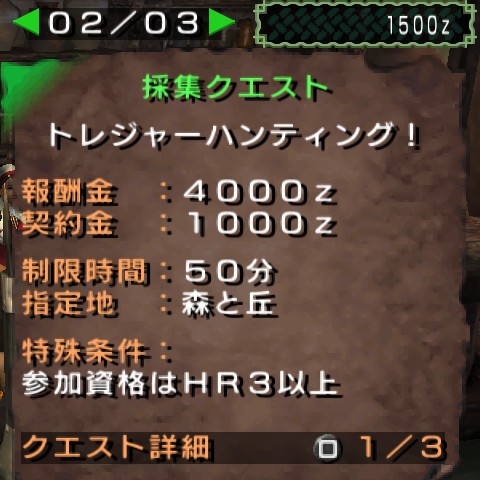 02／03
1500z
採集クエスト
トレジャーハンティング！
報酬金　：4000z
契約金　：1000z
制限時間：50分
指定地　：森と丘
特殊条件：
参加資格はHR3以上
クエスト詳細　1／3